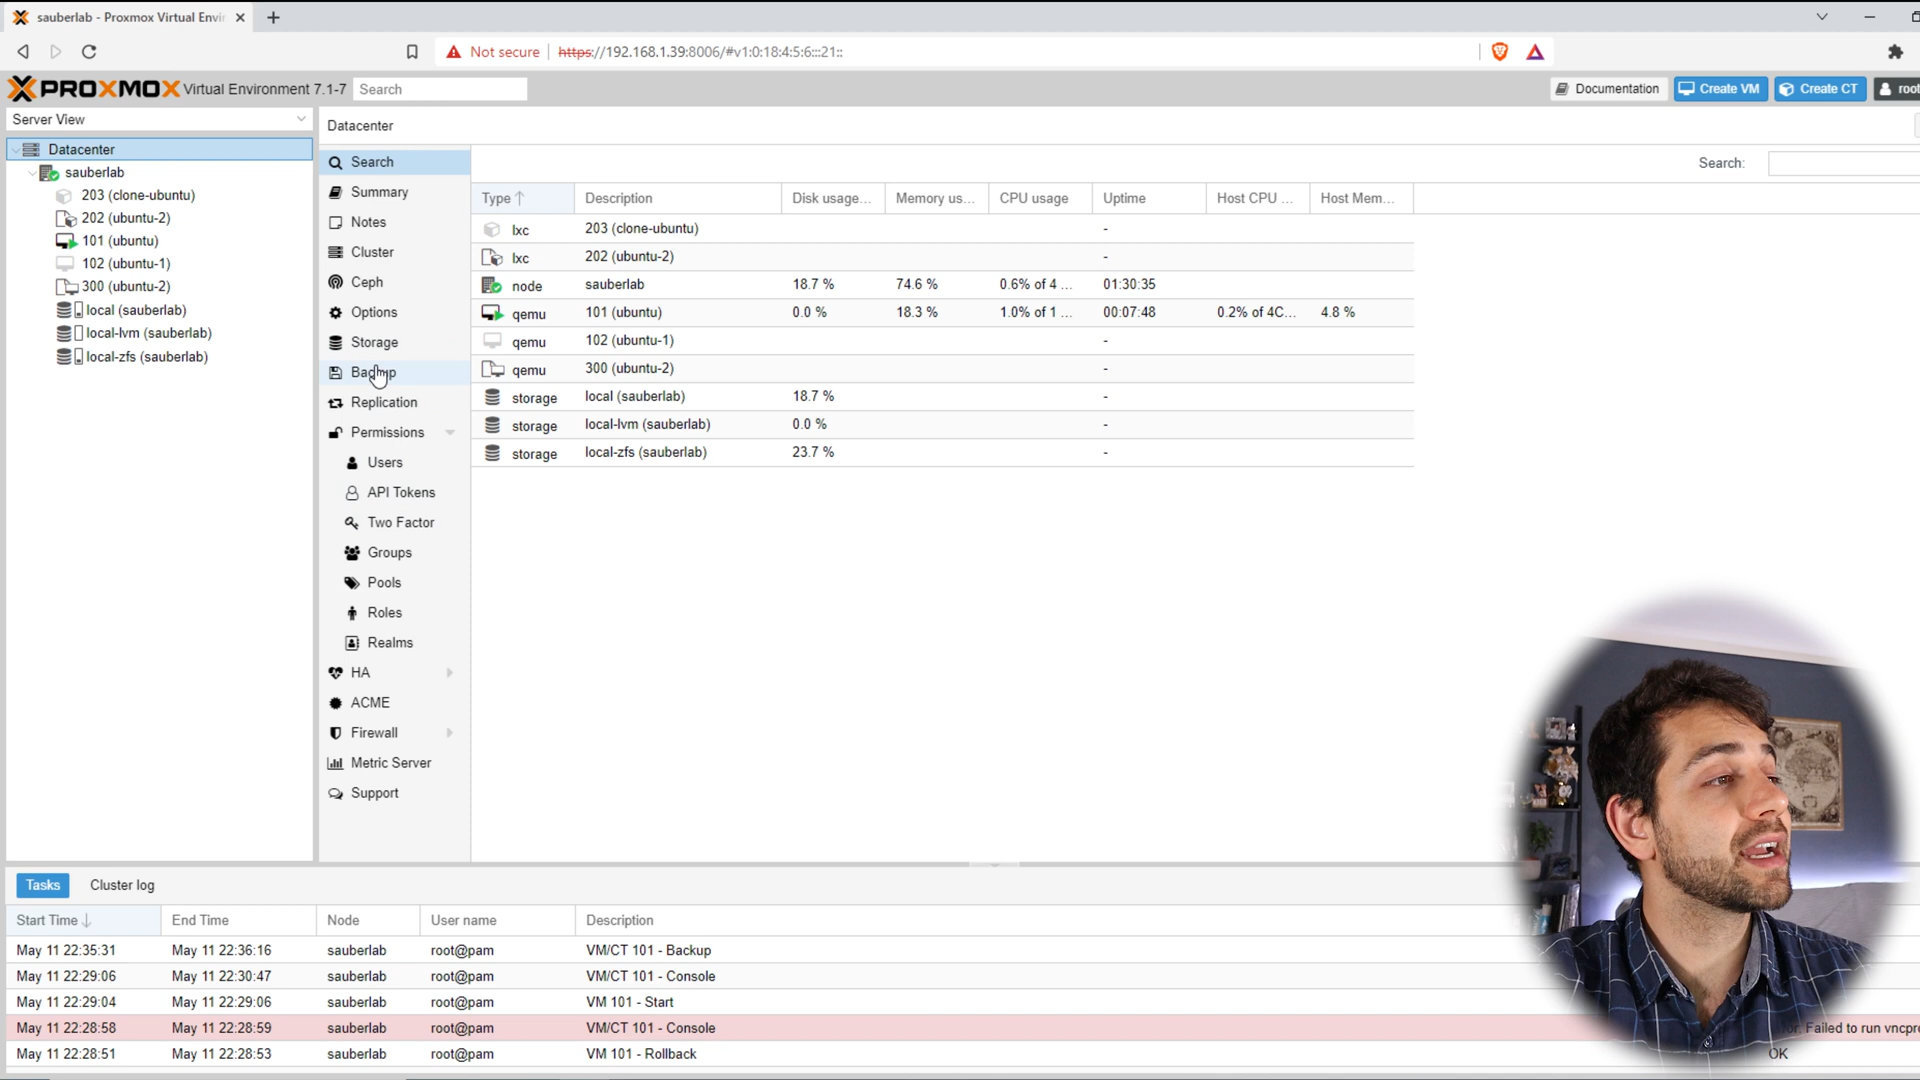 sauberlab - Proxmox Virtual Envi
Not secure
https://192.168.1.39:8006/#v1:0:18:4:5:6:::21::
PROXMOX Virtual Environment 7.1-7
Search
Documentation
Create VM
Create CT
root
Server View
Datacenter
sauberlab
203 (clone-ubuntu)
202 (ubuntu-2)
101 (ubuntu)
102 (ubuntu-1)
300 (ubuntu-2)
local (sauberlab)
local-lvm (sauberlab)
local-zfs (sauberlab)
Datacenter
Search
Summary
Notes
Cluster
Ceph
Options
Storage
Backup
Replication
Permissions
Users
API Tokens
Two Factor
Groups
Pools
Roles
Realms
HA
ACME
Firewall
Metric Server
Support
Search:
Type Description Disk usage... Memory us... CPU usage Uptime Host CPU ... Host Mem...
lxc 203 (clone-ubuntu) -
lxc 202 (ubuntu-2) -
node sauberlab 18.7 % 74.6 % 0.6% of 4 ... 01:30:35
qemu 101 (ubuntu) 0.0 % 18.3 % 1.0% of 1 ... 00:07:48 0.2% of 4C... 4.8 %
qemu 102 (ubuntu-1) -
qemu 300 (ubuntu-2) -
storage local (sauberlab) 18.7 % -
storage local-lvm (sauberlab) 0.0 % -
storage local-zfs (sauberlab) 23.7 % -
Tasks
Cluster log
Start Time End Time Node User name Description
May 11 22:35:31 May 11 22:36:16 sauberlab root@pam VM/CT 101 - Backup
May 11 22:29:06 May 11 22:30:47 sauberlab root@pam VM/CT 101 - Console
May 11 22:29:04 May 11 22:29:06 sauberlab root@pam VM 101 - Start
May 11 22:28:58 May 11 22:28:59 sauberlab root@pam VM/CT 101 - Console Failed to run vncpr
May 11 22:28:51 May 11 22:28:53 sauberlab root@pam VM 101 - Rollback OK